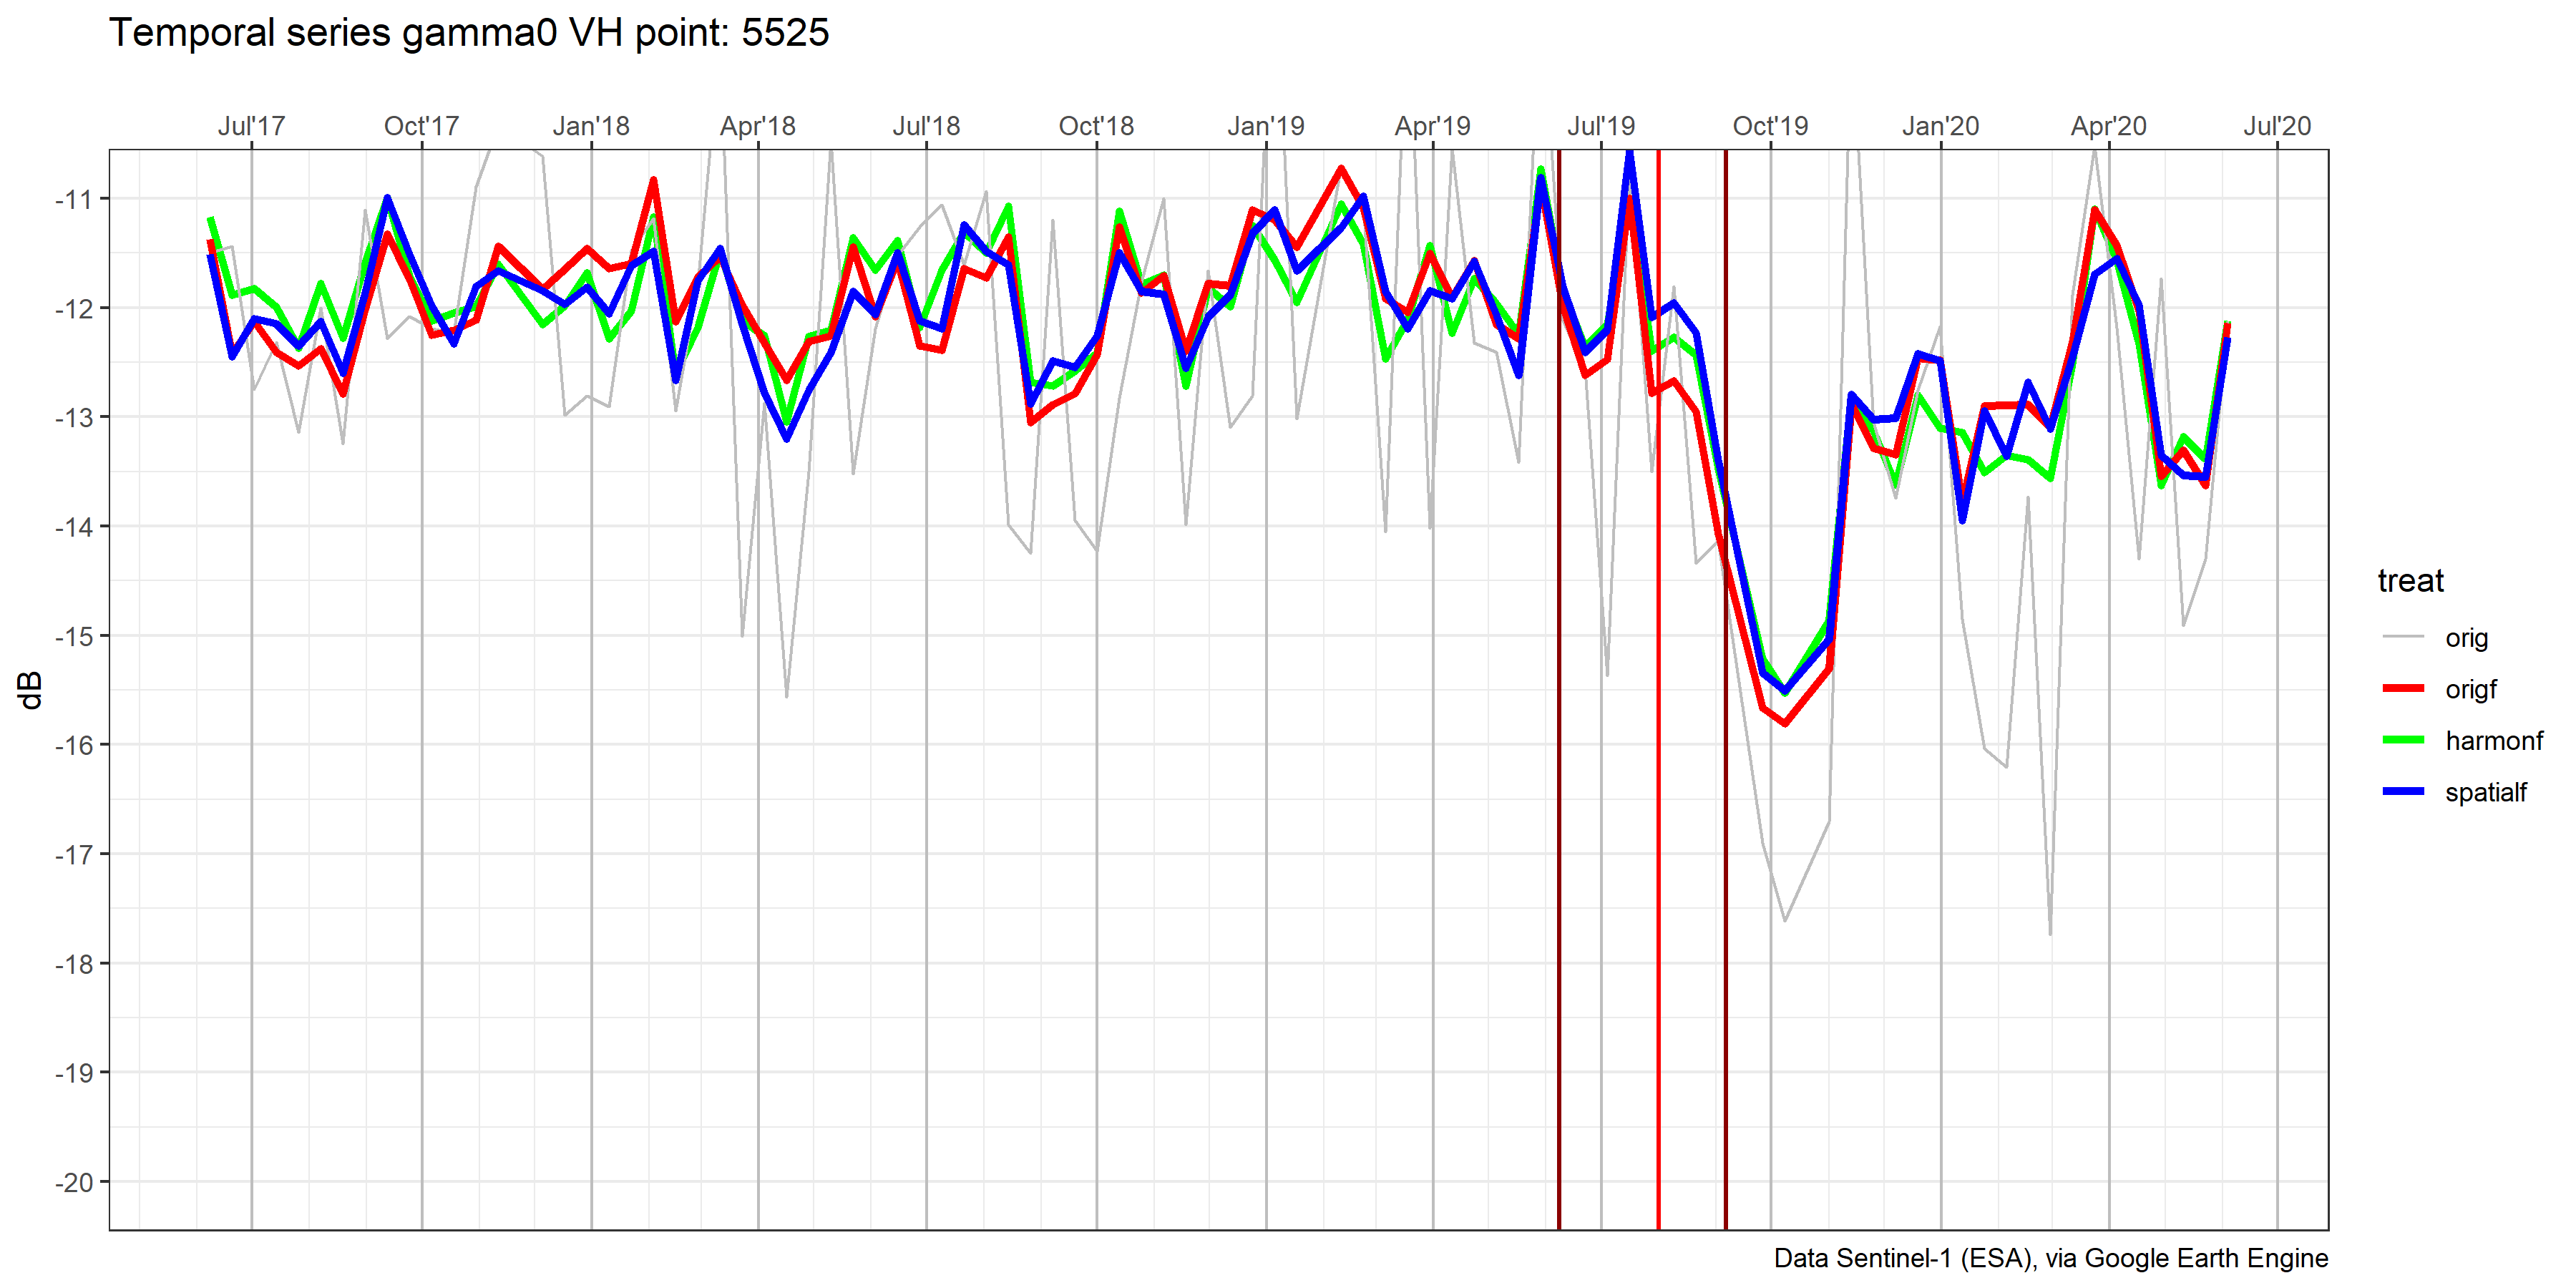 Temporal series gamma0 VH point: 5525
Jul'17 Oct'17 Jan'18 Apr'18 Jul'18 Oct'18 Jan'19 Apr'19 Jul'19 Oct'19 Jan'20 Apr'20 Jul'20
-11
-12
-13
-14
-15
-16
-17
-18
-19
-20
dB
treat
orig
origf
harmonf
spatialf
Data Sentinel-1 (ESA), via Google Earth Engine